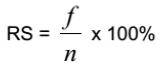 RS = f/n x 100%